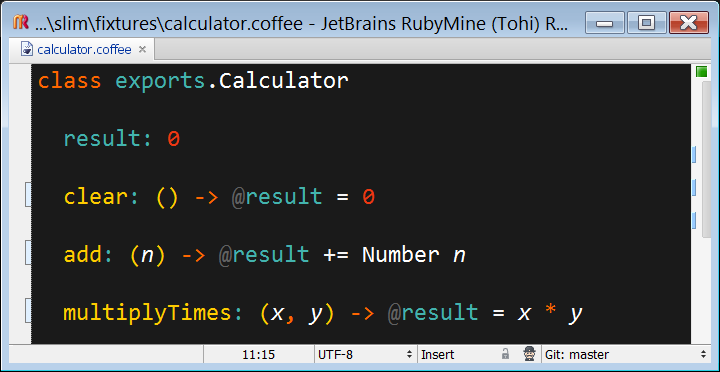 ...\slim\fixtures\calculator.coffee - JetBrains RubyMine (Tohi) R...
calculator.coffee
class exports.Calculator
result: 0
clear: () -> @result = 0
add: (n) -> @result += Number n
multiplyTimes: (x, y) -> @result = x * y
11:15 UTF-8 Insert Git: master